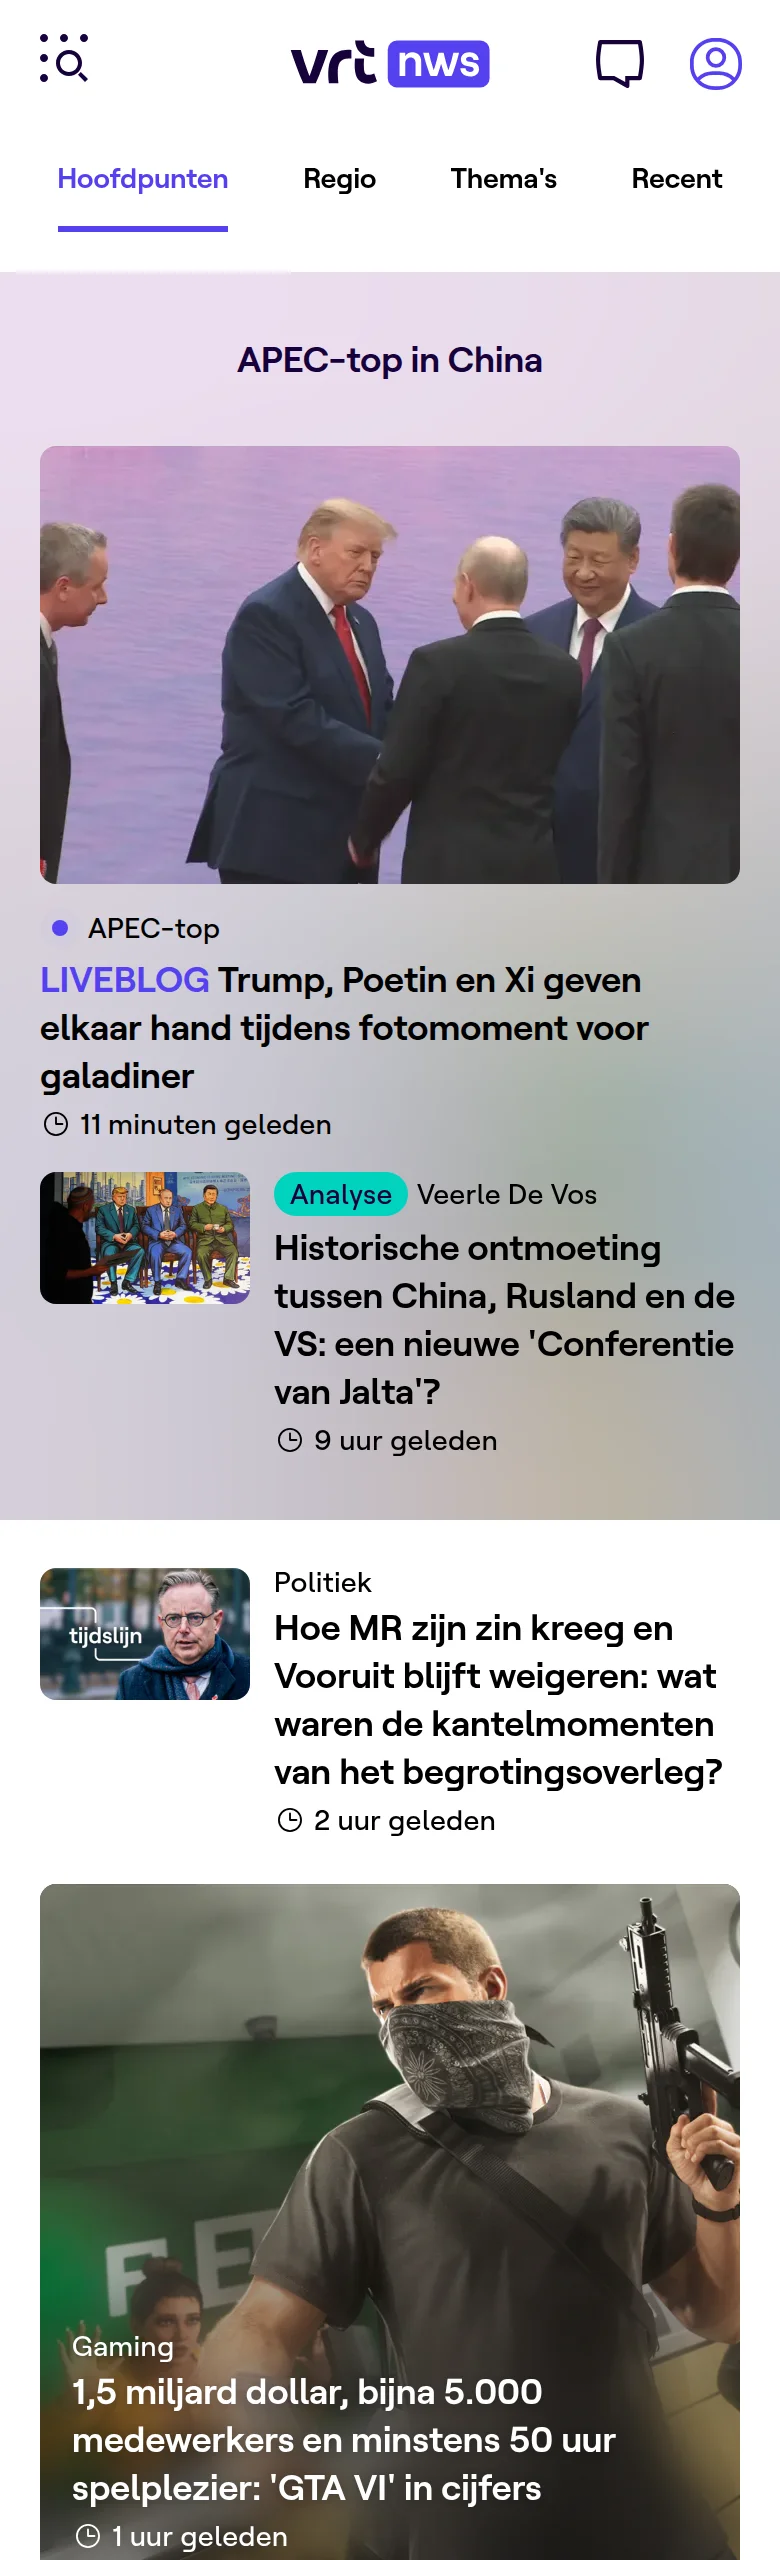 vrt nws
Hoofdpunten
Regio
Thema's
Recent
APEC-top in China
APEC-top
LIVEBLOG Trump, Poetin en Xi geven
elkaar hand tijdens fotomoment voor
galadiner
11 minuten geleden
Analyse Veerle De Vos
Historische ontmoeting
tussen China, Rusland en de
VS: een nieuwe 'Conferentie
van Jalta'?
9 uur geleden
tijdslijn
Politiek
Hoe MR zijn zin kreeg en
Vooruit blijft weigeren: wat
waren de kantelmomenten
van het begrotingsoverleg?
2 uur geleden
FE
Gaming
1,5 miljard dollar, bijna 5.000
medewerkers en minstens 50 uur
spelplezier: 'GTA VI' in cijfers
1 uur geleden